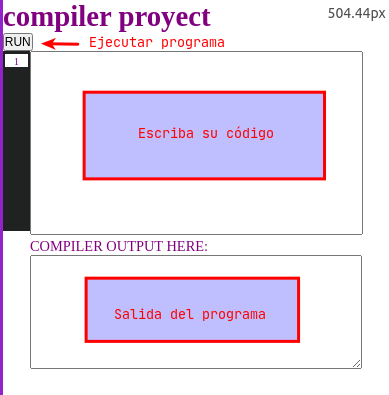 compiler proyect
504.44px
RUN
Ejecutar programa
1
Escriba su código
COMPILER OUTPUT HERE:
Salida del programa